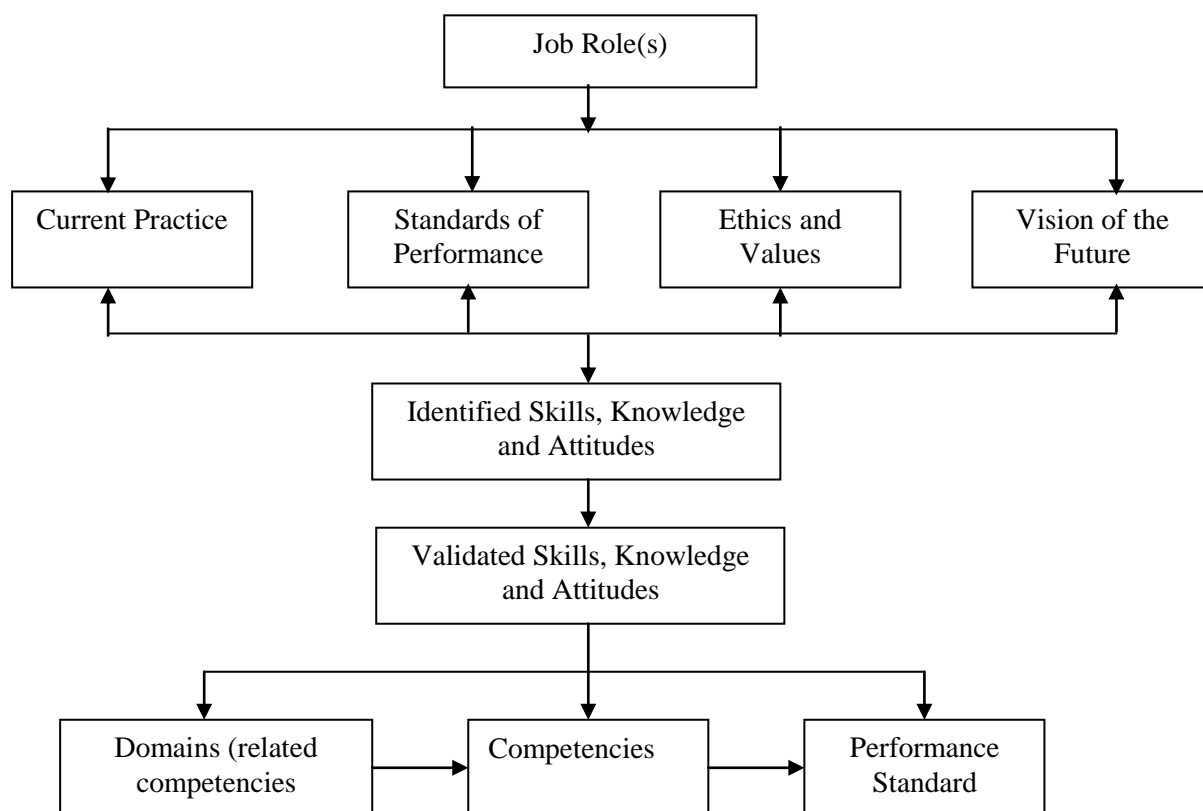 Job Role(s)
Current Practice
Standards of
Performance
Ethics and
Values
Vision of the
Future
Identified Skills, Knowledge
and Attitudes
Validated Skills, Knowledge
and Attitudes
Domains (related
competencies
Competencies
Performance
Standard